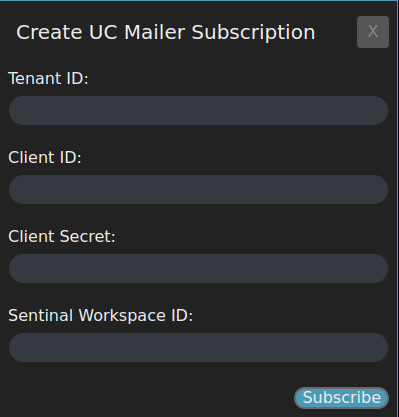 Create UC Mailer Subscription
X
Tenant ID:
Client ID:
Client Secret:
Sentinal Workspace ID:
Subscribe